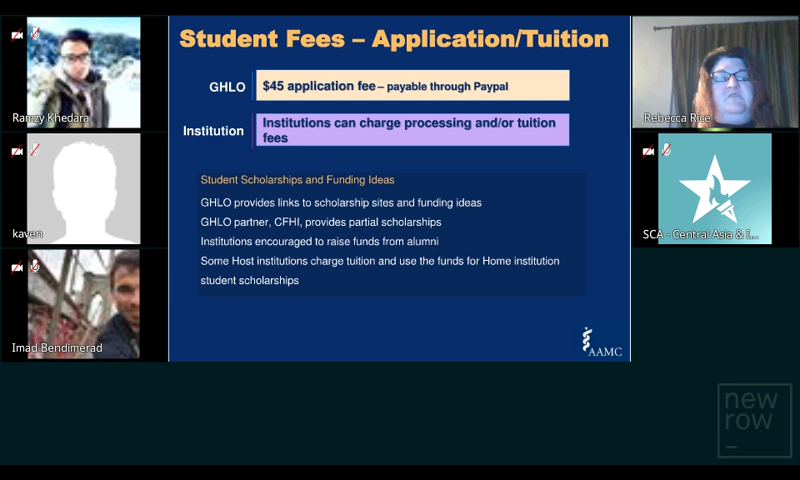 Student Fees – Application/Tuition
GHLO
$45 application fee – payable through Paypal
Institution
Institutions can charge processing and/or tuition
fees
Student Scholarships and Funding Ideas
GHLO provides links to scholarship sites and funding ideas
GHLO partner, CFHI, provides partial scholarships
Institutions encouraged to raise funds from alumni
Some Host institutions charge tuition and use the funds for Home institution
student scholarships
AAMC
Ramzy Khedara
kaven
Imad Bendimerad
Rebecca Rice
SCA - Central Asia & I...
new
row